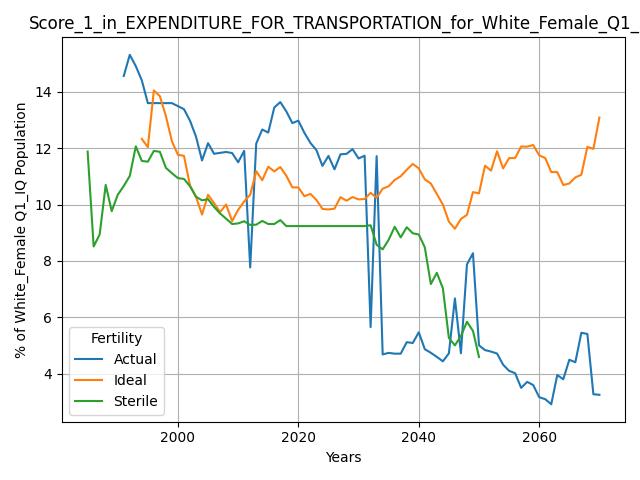 Score_1_in_EXPENDITURE_FOR_TRANSPORTATION_for_White_Female_Q1_
% of White_Female Q1_IQ Population
14
12
10
8
6
4
Fertility
Actual
Ideal
Sterile
2000 2020 2040 2060
Years